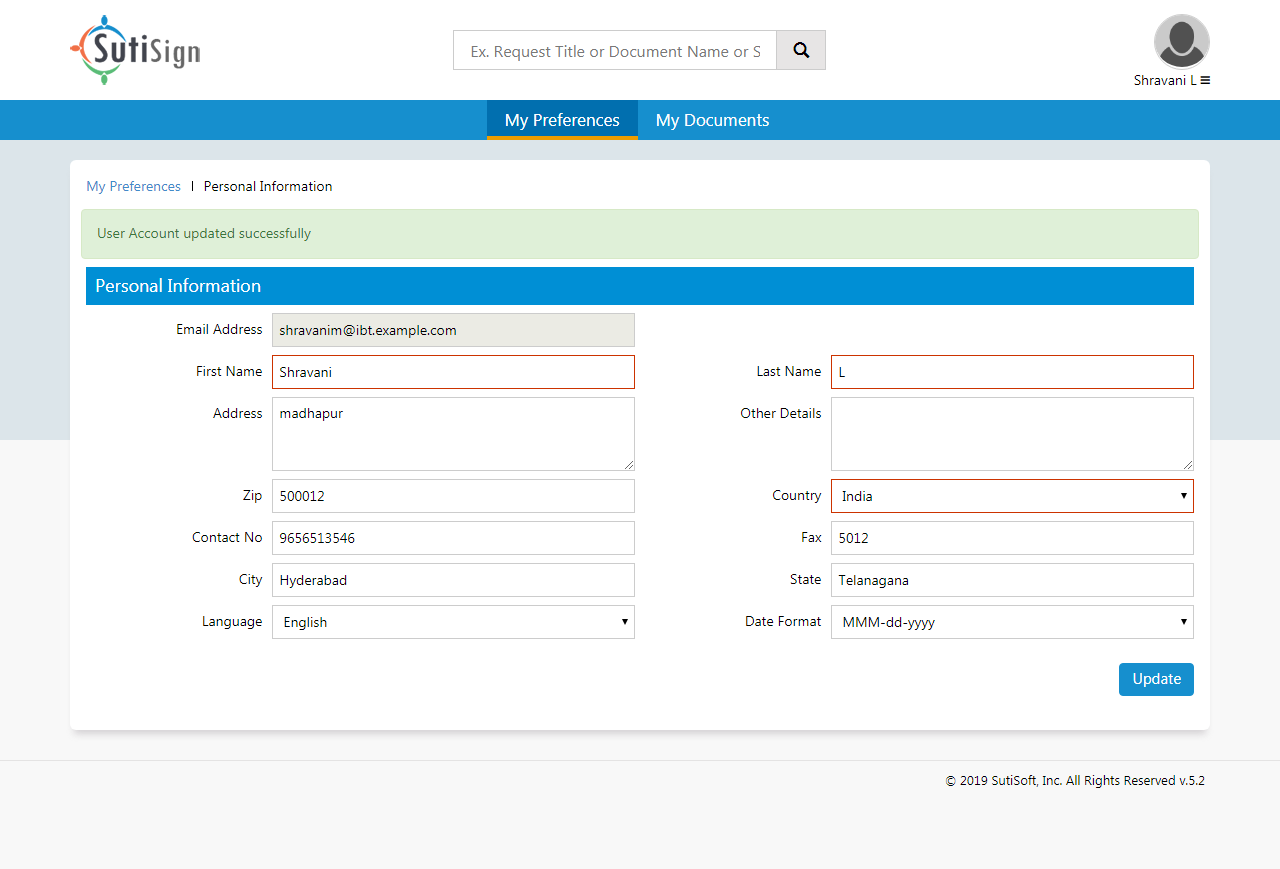 SutiSign
Ex. Request Title or Document Name or S
Shravani L
My Preferences My Documents
My Preferences I Personal Information
User Account updated successfully
Personal Information
Email Address shravanim@ibt.example.com
First Name Shravani Last Name L
Address madhapur Other Details
Zip 500012 Country India
Contact No 9656513546 Fax 5012
City Hyderabad State Telanagana
Language English Date Format MMM-dd-yyyy
Update
© 2019 SutiSoft, Inc. All Rights Reserved v.5.2